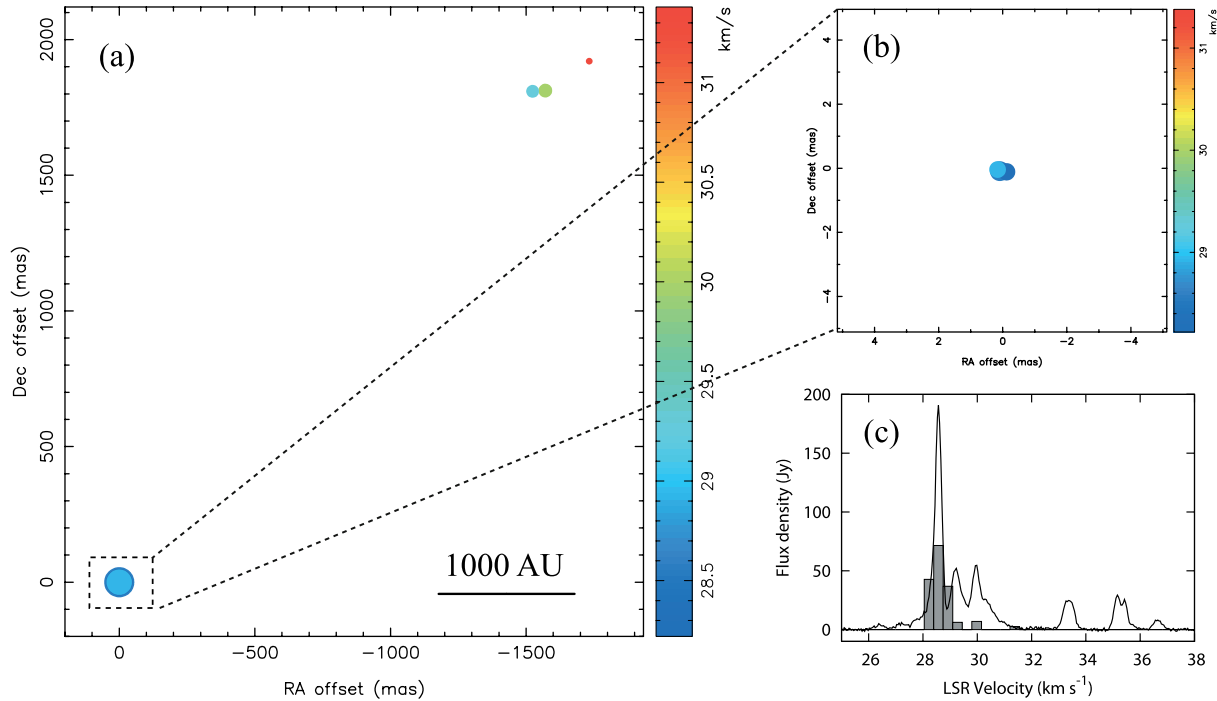 (a)
2000
1500
1000
500
0
Dec offset (mas)
0 −500 −1000 −1500
RA offset (mas)
1000 AU
km/s
31
30.5
30
29.5
29
28.5
(b)
4
2
0
−2
−4
Dec offset (mas)
4 2 0 −2 −4
RA offset (mas)
km/s
31
30
29
(c)
200
150
100
50
0
Flux density (Jy)
26 28 30 32 34 36 38
LSR Velocity (km s⁻¹)